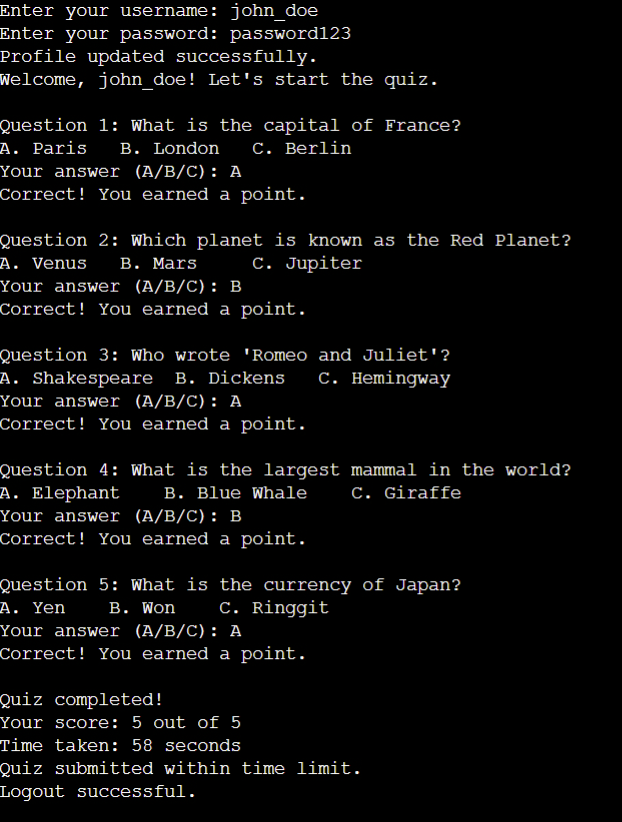 Enter your username: john_doe
Enter your password: password123
Profile updated successfully.
Welcome, john_doe! Let's start the quiz.

Question 1: What is the capital of France?
A. Paris   B. London   C. Berlin
Your answer (A/B/C): A
Correct! You earned a point.

Question 2: Which planet is known as the Red Planet?
A. Venus   B. Mars     C. Jupiter
Your answer (A/B/C): B
Correct! You earned a point.

Question 3: Who wrote 'Romeo and Juliet'?
A. Shakespeare  B. Dickens   C. Hemingway
Your answer (A/B/C): A
Correct! You earned a point.

Question 4: What is the largest mammal in the world?
A. Elephant    B. Blue Whale    C. Giraffe
Your answer (A/B/C): B
Correct! You earned a point.

Question 5: What is the currency of Japan?
A. Yen    B. Won    C. Ringgit
Your answer (A/B/C): A
Correct! You earned a point.

Quiz completed!
Your score: 5 out of 5
Time taken: 58 seconds
Quiz submitted within time limit.
Logout successful.